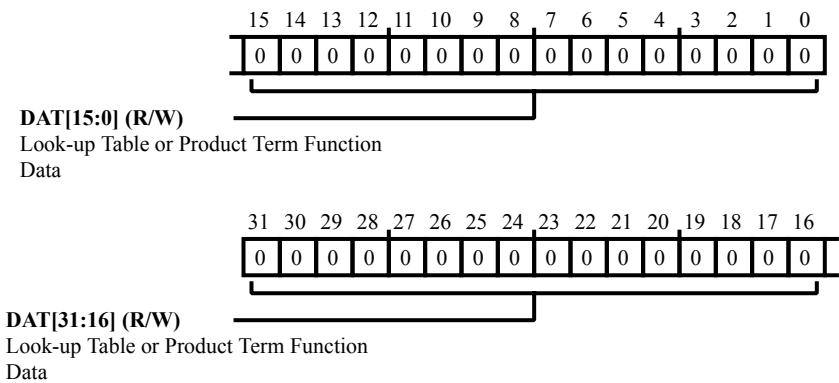 15 14 13 12 11 10 9 8 7 6 5 4 3 2 1 0
0 0 0 0 0 0 0 0 0 0 0 0 0 0 0 0
DAT[15:0] (R/W)
Look-up Table or Product Term Function
Data
31 30 29 28 27 26 25 24 23 22 21 20 19 18 17 16
0 0 0 0 0 0 0 0 0 0 0 0 0 0 0 0
DAT[31:16] (R/W)
Look-up Table or Product Term Function
Data